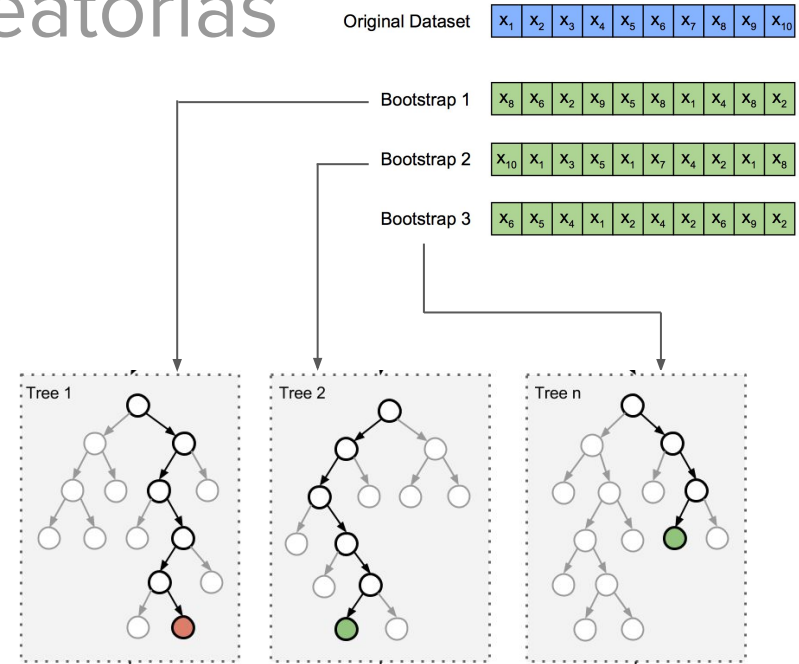 eatorias
Original Dataset x₁ x₂ x₃ x₄ x₅ x₆ x₇ x₈ x₉ x₁₀
Bootstrap 1 x₈ x₆ x₂ x₉ x₅ x₈ x₁ x₄ x₈ x₂
Bootstrap 2 x₁₀ x₁ x₃ x₅ x₁ x₇ x₄ x₂ x₁ x₈
Bootstrap 3 x₆ x₅ x₄ x₁ x₂ x₄ x₂ x₆ x₉ x₂
Tree 1
Tree 2
Tree n